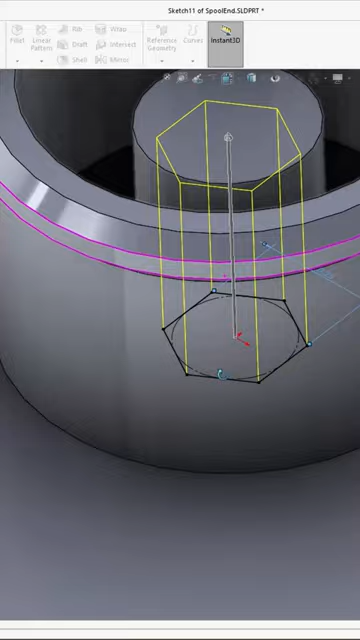 Sketch11 of SpoolEnd.SLDPRT *
Fillet
Linear
Pattern
Rib
Draft
Shell
Wrap
Intersect
Mirror
Reference
Geometry
Curves
Instant3D